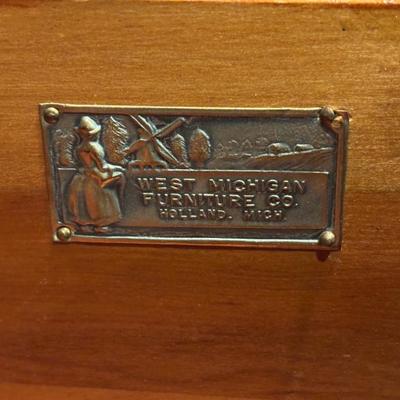 WEST MICHIGAN
FURNITURE CO.
HOLLAND, MICH.